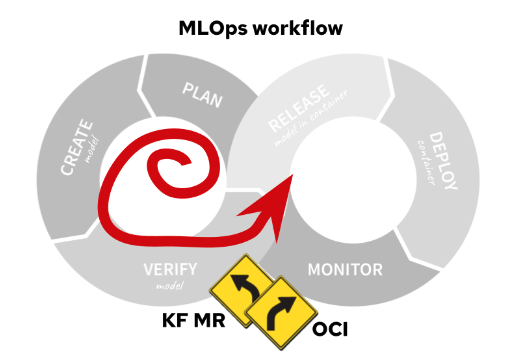 MLOps workflow
PLAN
CREATE
model
RELEASE
model in container
DEPLOY
container
VERIFY
model
MONITOR
KF MR
OCI